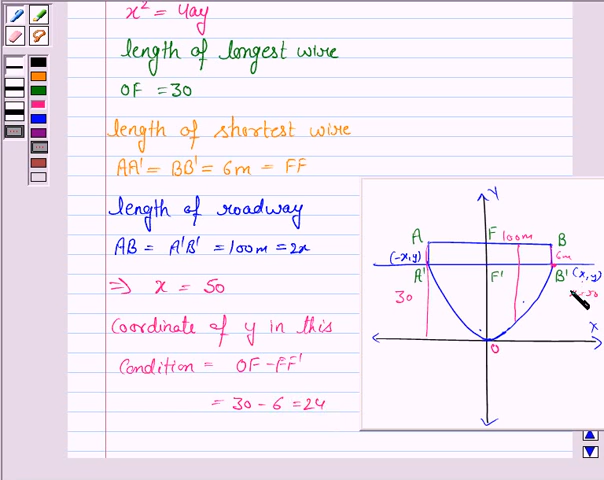 x² = 4ay
length of longest wire
OF = 30
length of shortest wire
AA' = BB' = 6m = FF
length of roadway
AB = A'B' = 100m = 2x
⇒ x = 50
Coordinate of y in this
Condition = OF - FF'
= 30 - 6 = 24
Y
A F 100m B
(-x,y) 6m
A' F' B' (x,y)
30
X
O